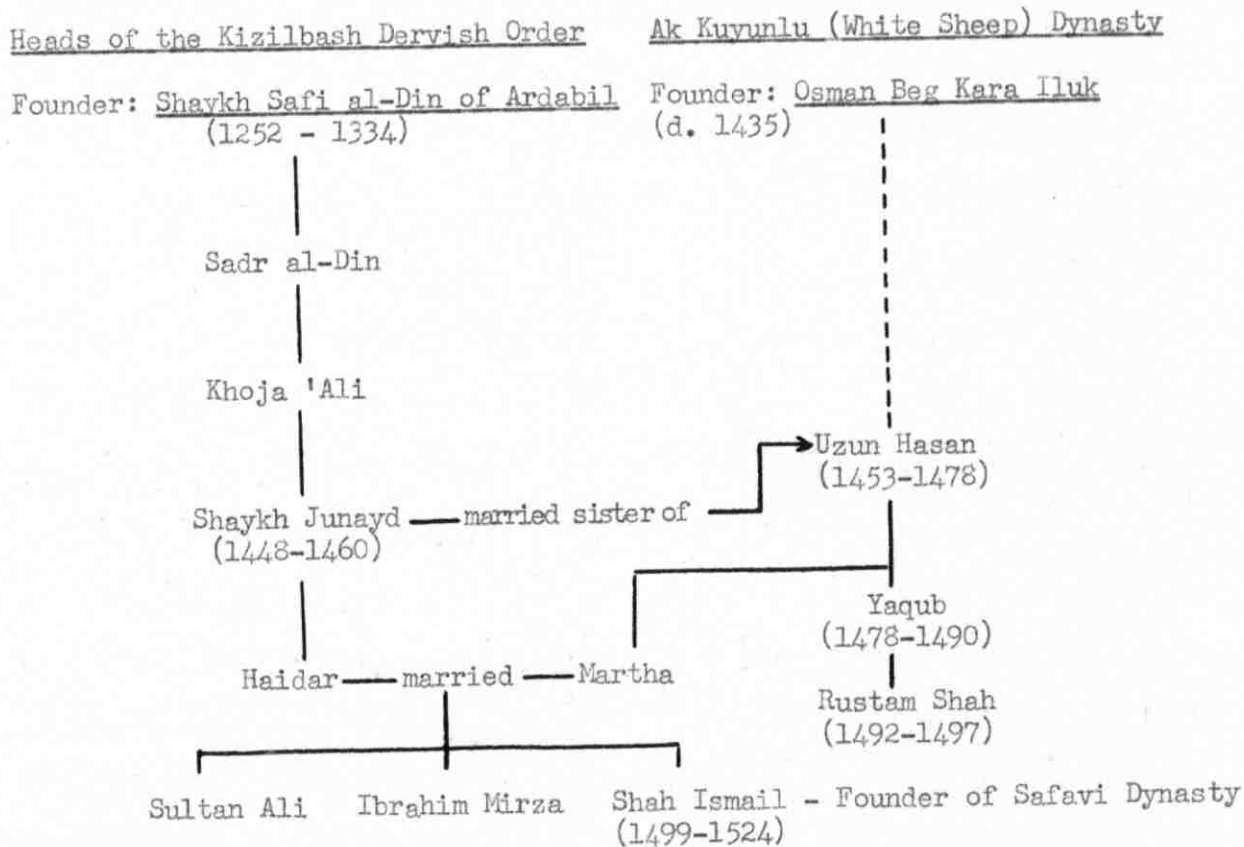 Heads of the Kizilbash Dervish Order
Ak Kuyunlu (White Sheep) Dynasty
Founder: Shaykh Safi al-Din of Ardabil
(1252 - 1334)
Founder: Osman Beg Kara Iluk
(d. 1435)
Sadr al-Din
Khoja 'Ali
Uzun Hasan
(1453-1478)
Shaykh Junayd
(1448-1460)
married sister of
Yaqub
(1478-1490)
Haidar married Martha
Rustam Shah
(1492-1497)
Sultan Ali
Ibrahim Mirza
Shah Ismail - Founder of Safavi Dynasty
(1499-1524)